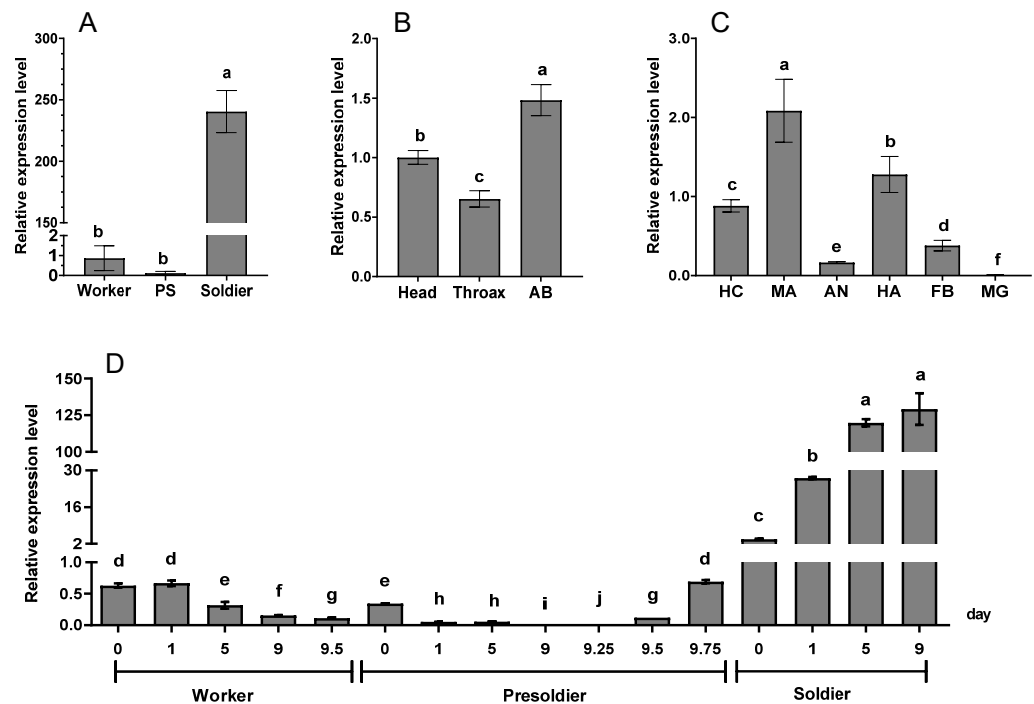 A
Relative expression level
300
250
200
150
2
1
0
a
b
b
Worker PS Soldier
B
Relative expression level
2.0
1.5
1.0
0.5
0.0
b
c
a
Head Throax AB
C
Relative expression level
3.0
2.0
1.0
0.0
c
a
e
b
d
f
HC MA AN HA FB MG
D
Relative expression level
150
125
100
30
16
2
1.0
0.5
0.0
d d e f g e h h i j g d c b a a
0 1 5 9 9.5 0 1 5 9 9.25 9.5 9.75 0 1 5 9
day
Worker Presoldier Soldier